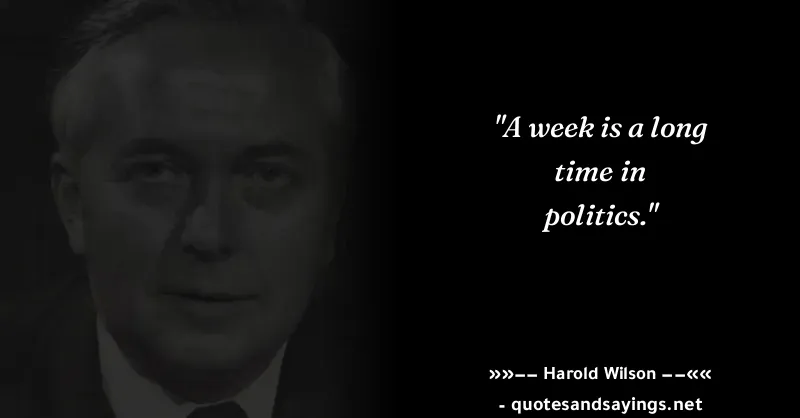 "A week is a long
time in
politics."
»»−− Harold Wilson −−««
- quotesandsayings.net